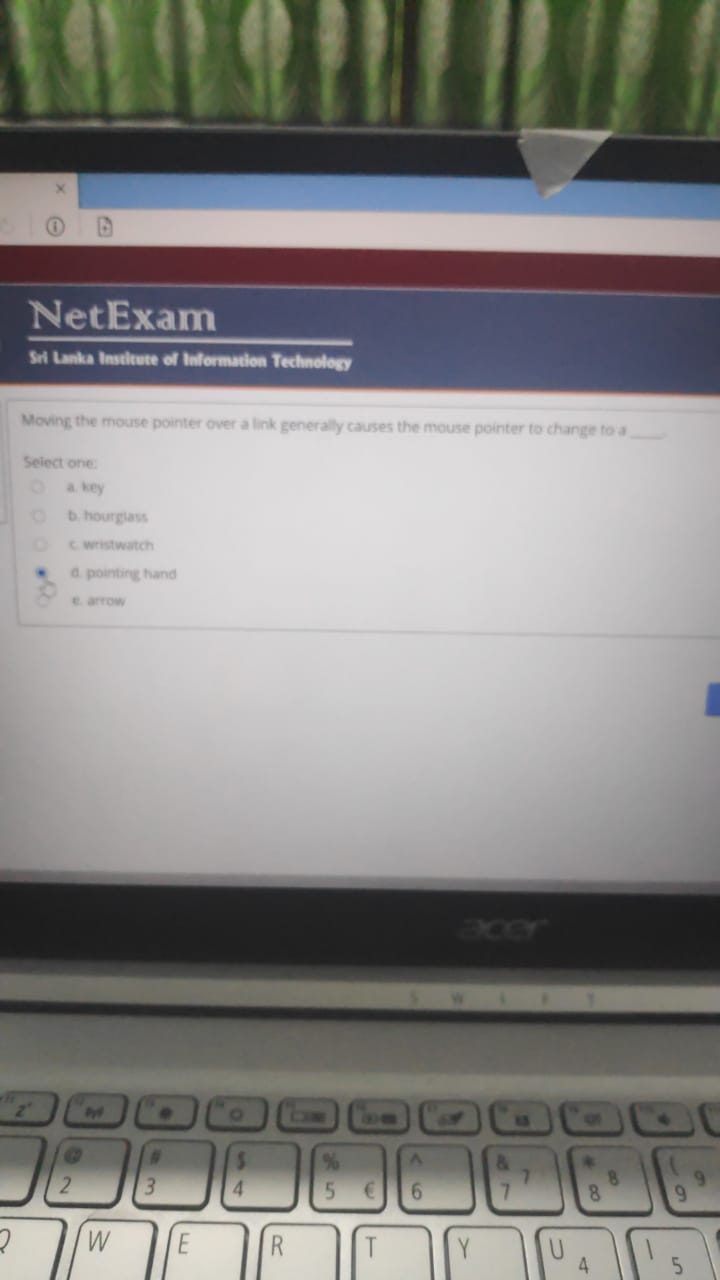 NetExam
Sri Lanka Institute of Information Technology
Moving the mouse pointer over a link generally causes the mouse pointer to change to a ____.
Select one:
a. key
b. hourglass
c. wristwatch
d. pointing hand
e. arrow
acer
S W I F T
@ # $ % ^ & * (
2 3 4 5 € 6 7 7 8 8 9 9
W E R T Y U 4 I 5